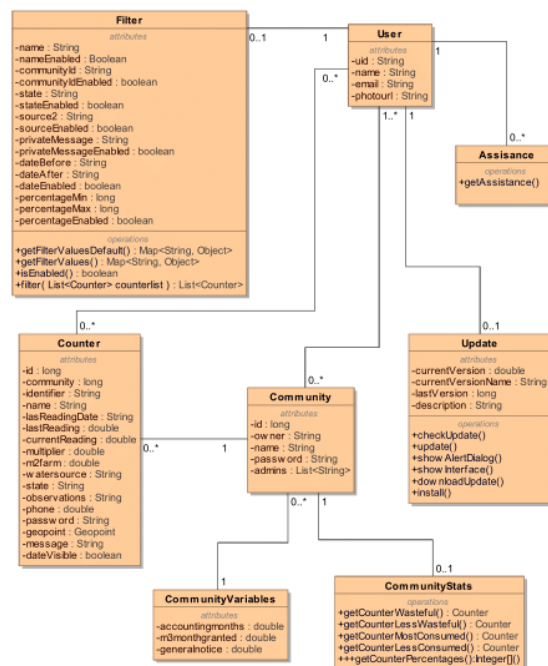 Filter
attributes
-name : String
-nameEnabled : Boolean
-communityId : String
-communityIdEnabled : boolean
-state : String
-stateEnabled : boolean
-source2 : String
-sourceEnabled : boolean
-privateMessage : String
-privateMessageEnabled : boolean
-dateBefore : String
-dateAfter : String
-dateEnabled : boolean
-percentageMin : long
-percentageMax : long
-percentageEnabled : boolean
operations
+getFilterValuesDefault() : Map<String, Object>
+getFilterValues() : Map<String, Object>
+isEnabled() : boolean
+filter( List<Counter> counterlist ) : List<Counter>
0..1
1
User
attributes
-uid : String
-name : String
-email : String
-photourl : String
0..*
1..*
1
1
0..*
Assisance
operations
+getAssistance()
0..*
Counter
attributes
-id : long
-community : long
-identifier : String
-name : String
-lasReadingDate : String
-lastReading : double
-currentReading : double
-multiplier : double
-m2farm : double
-watersource : String
-state : String
-observations : String
-phone : double
-password : String
-geopoint : Geopoint
-message : String
-dateVisible : boolean
0..*
1
0..*
Community
attributes
-id : long
-owner : String
-name : String
-password : String
-admins : List<String>
0..*
1
0..1
Update
attributes
-currentVersion : double
-currentVersionName : String
-lastVersion : long
-description : String
operations
+checkUpdate()
+update()
+show AlertDialog()
+show Interface()
+dow nloadUpdate()
+install()
1
CommunityVariables
attributes
-accountingmonths : double
-m3monthgranted : double
-generalnotice : double
0..1
CommunityStats
operations
+getCounterWasteful() : Counter
+getCounterLessWasteful() : Counter
+getCounterMostConsumed() : Counter
+getCounterLessConsumed() : Counter
+++getCounterPercentages():Integer[]()